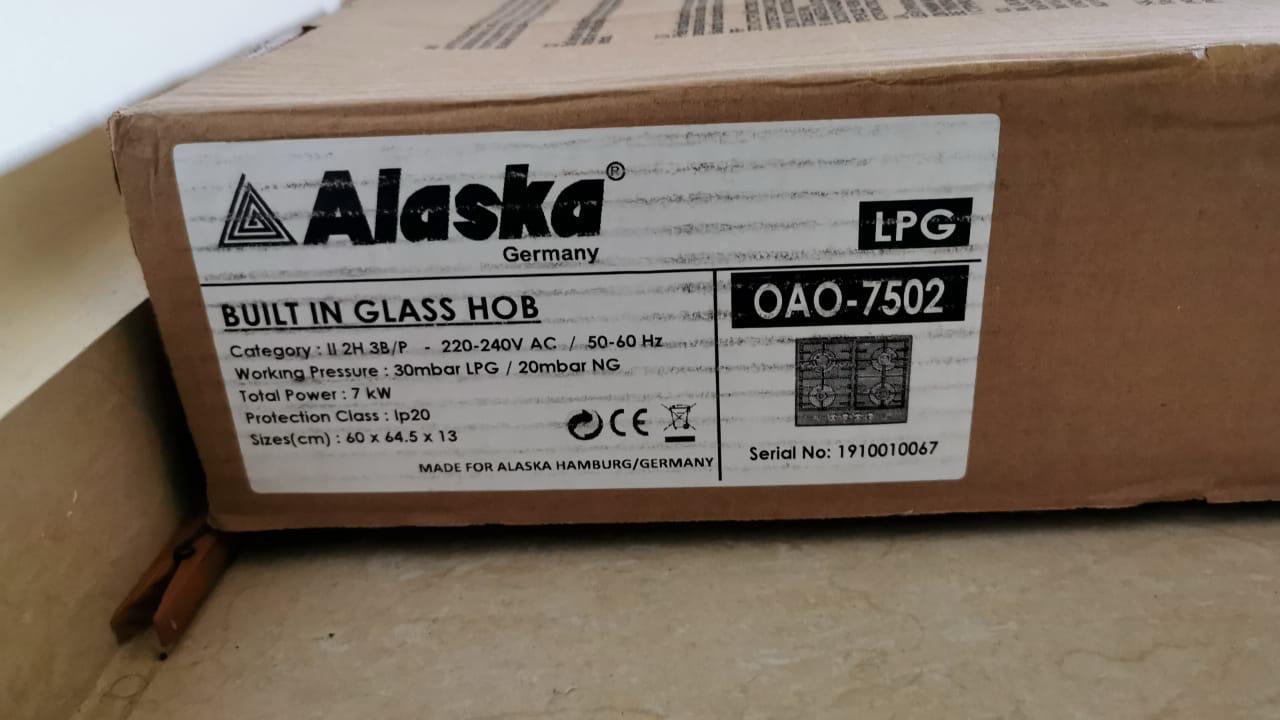 Alaska®
Germany
LPG
BUILT IN GLASS HOB
Category : II 2H 3B/P - 220-240V AC / 50-60 Hz
Working Pressure : 30mbar LPG / 20mbar NG
Total Power : 7 kW
Protection Class : Ip20
Sizes(cm) : 60 x 64.5 x 13
CE
MADE FOR ALASKA HAMBURG/GERMANY
OAO-7502
Serial No: 1910010067